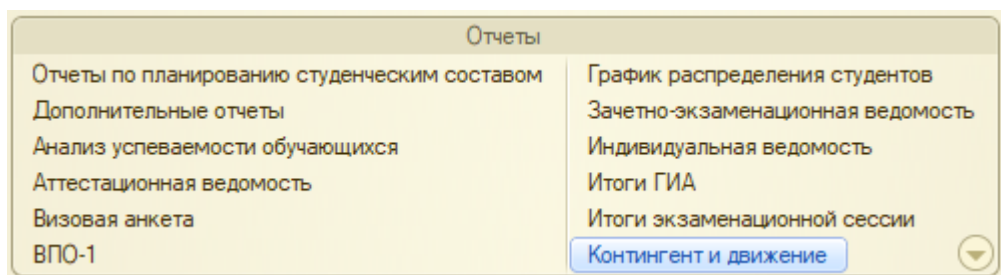 Отчеты
Отчеты по планированию студенческим составом
Дополнительные отчеты
Анализ успеваемости обучающихся
Аттестационная ведомость
Визовая анкета
ВПО-1
График распределения студентов
Зачетно-экзаменационная ведомость
Индивидуальная ведомость
Итоги ГИА
Итоги экзаменационной сессии
Контингент и движение